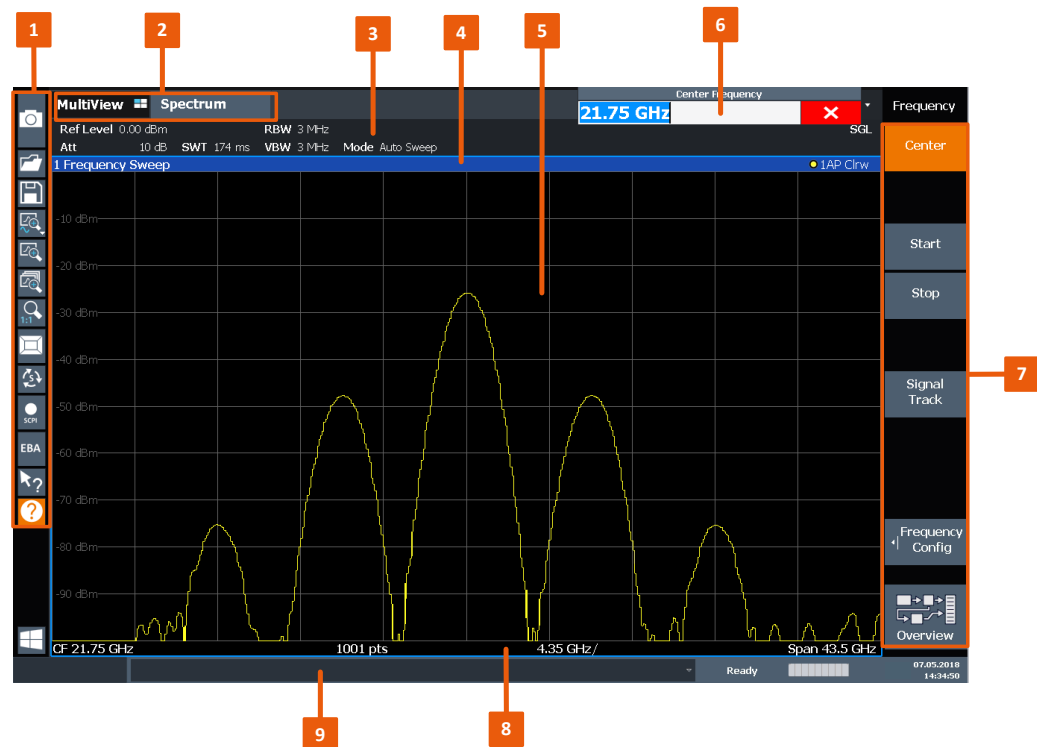 1
2
3
4
5
6
MultiView Spectrum
Center Frequency
21.75 GHz
Frequency
Ref Level 0.00 dBm RBW 3 MHz SGL
Att 10 dB SWT 174 ms VBW 3 MHz Mode Auto Sweep
1 Frequency Sweep 1AP Clrw
-10 dBm
-20 dBm
-30 dBm
-40 dBm
-50 dBm
-60 dBm
-70 dBm
-80 dBm
-90 dBm
CF 21.75 GHz 1001 pts 4.35 GHz/ Span 43.5 GHz
1:1
S
SCPI
EBA
?
?
Center
Start
Stop
Signal
Track
Frequency
Config
Overview
7
Ready
07.05.2018
14:34:50
9
8